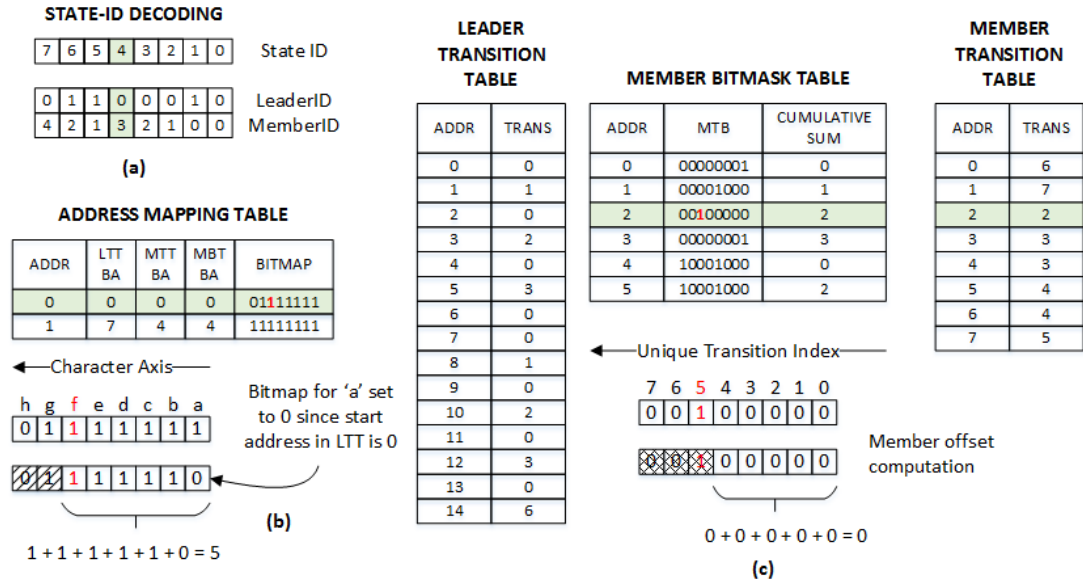 STATE-ID DECODING
7 6 5 4 3 2 1 0 State ID
0 1 1 0 0 0 1 0 LeaderID
4 2 1 3 2 1 0 0 MemberID
(a)
ADDRESS MAPPING TABLE
ADDR LTT BA MTT BA MBT BA BITMAP
0 0 0 0 01111111
1 7 4 4 11111111
Character Axis
h g f e d c b a
0 1 1 1 1 1 1 1
0 1 1 1 1 1 1 0
1 + 1 + 1 + 1 + 1 + 0 = 5
Bitmap for ‘a’ set
to 0 since start
address in LTT is 0
(b)
LEADER
TRANSITION
TABLE
ADDR TRANS
0 0
1 1
2 0
3 2
4 0
5 3
6 0
7 0
8 1
9 0
10 2
11 0
12 3
13 0
14 6
MEMBER BITMASK TABLE
ADDR MTB CUMULATIVE SUM
0 00000001 0
1 00001000 1
2 00100000 2
3 00000001 3
4 10001000 0
5 10001000 2
Unique Transition Index
7 6 5 4 3 2 1 0
0 0 1 0 0 0 0 0
0 0 1 0 0 0 0 0
Member offset
computation
0 + 0 + 0 + 0 + 0 = 0
(c)
MEMBER
TRANSITION
TABLE
ADDR TRANS
0 6
1 7
2 2
3 3
4 3
5 4
6 4
7 5